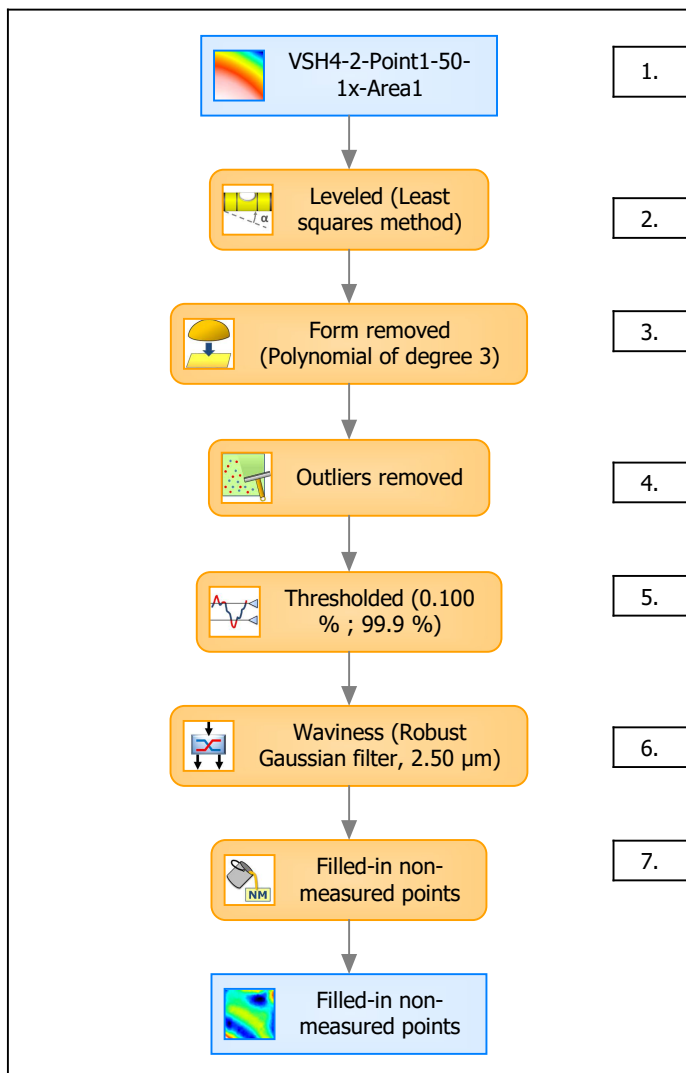 VSH4-2-Point1-50-
1x-Area1
1.
α
Leveled (Least
squares method)
2.
Form removed
(Polynomial of degree 3)
3.
Outliers removed
4.
Thresholded (0.100
% ; 99.9 %)
5.
Waviness (Robust
Gaussian filter, 2.50 µm)
6.
NM
Filled-in non-
measured points
7.
Filled-in non-
measured points